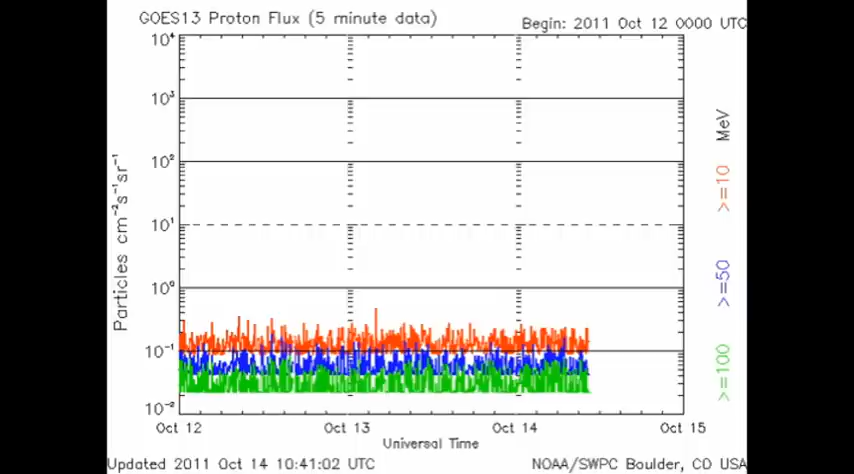 GOES13 Proton Flux (5 minute data)
Begin: 2011 Oct 12 0000 UTC
10⁴
10³
10²
10¹
10⁰
10⁻¹
10⁻²
Particles cm⁻²s⁻¹sr⁻¹
MeV
>=10
>=50
>=100
Oct 12
Oct 13
Oct 14
Oct 15
Universal Time
Updated 2011 Oct 14 10:41:02 UTC
NOAA/SWPC Boulder, CO USA